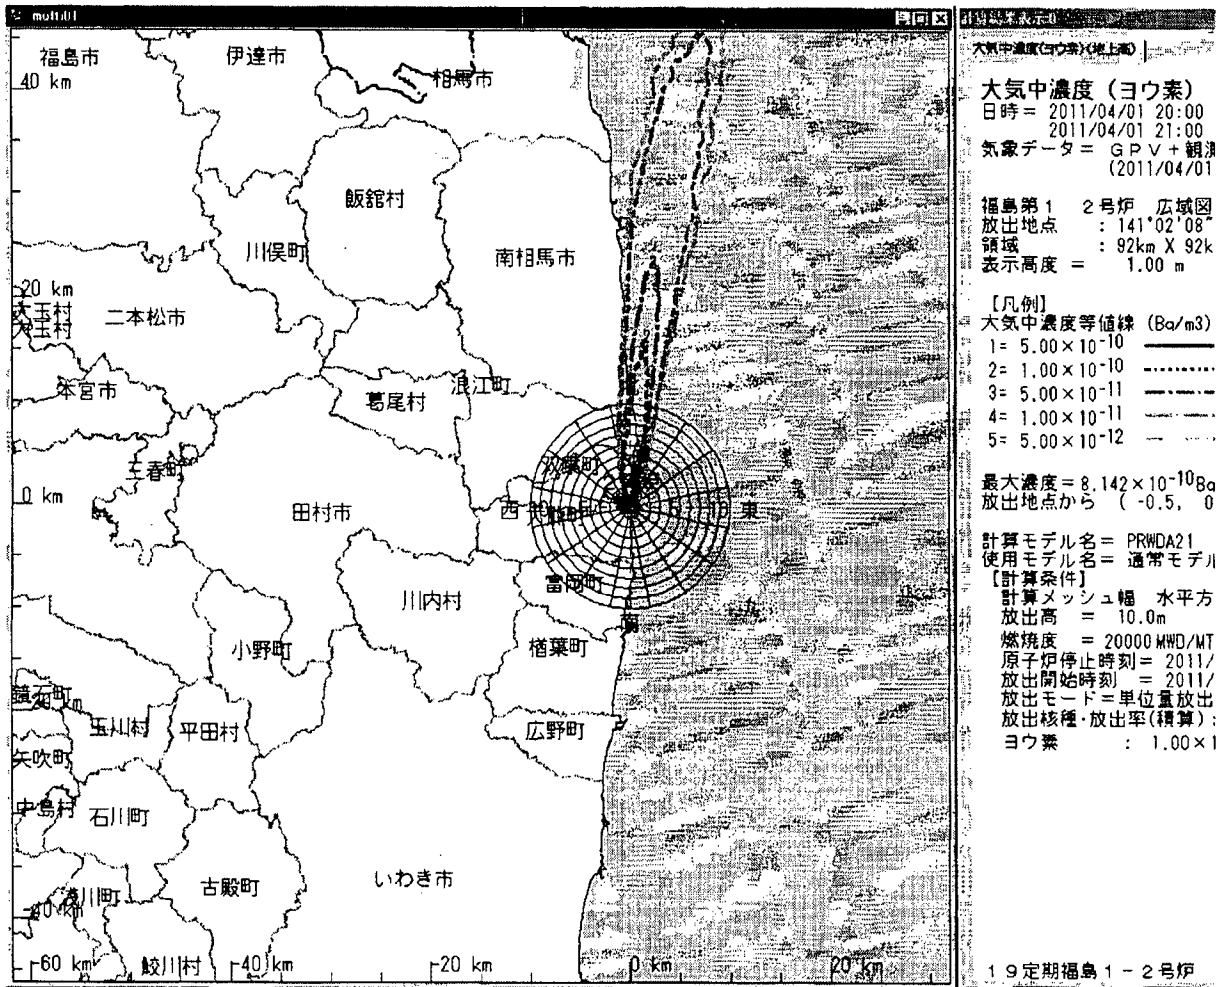 multi01
福島市
伊達市
相馬市
40 km
飯舘村
川俣町
南相馬市
20 km
大玉村
大玉村
二本松市
浪江町
本宮市
葛尾村
双葉町
三春町
0 km
田村市
西
東
富岡町
川内村
南
小野町
楢葉町
鏡石町
玉川村
平田村
広野町
矢吹町
中島村
石川町
古殿町
いわき市
浅川町
-40 km
-60 km
鮫川村
-40 km
-20 km
0 km
20 km
計算結果表示:0
大気中濃度(ヨウ素)(地上高)
大気中濃度(ヨウ素)
日時= 2011/04/01 20:00
2011/04/01 21:00
気象データ= GPV+観測
(2011/04/01
福島第1 2号炉 広域図
放出地点 : 141°02'08"
領域 : 92km X 92k
表示高度 = 1.00 m
【凡例】
大気中濃度等値線 (Bq/m3)
1= 5.00×10-10
2= 1.00×10-10
3= 5.00×10-11
4= 1.00×10-11
5= 5.00×10-12
最大濃度=8.142×10-10Bq
放出地点から ( -0.5, 0
計算モデル名= PRWDA21
使用モデル名= 通常モデル
【計算条件】
計算メッシュ幅 水平方
放出高 = 10.0m
燃焼度 = 20000MWD/MT
原子炉停止時刻= 2011/
放出開始時刻 = 2011/
放出モード=単位量放出
放出核種・放出率(積算):
ヨウ素 : 1.00×1
19定期福島1-2号炉